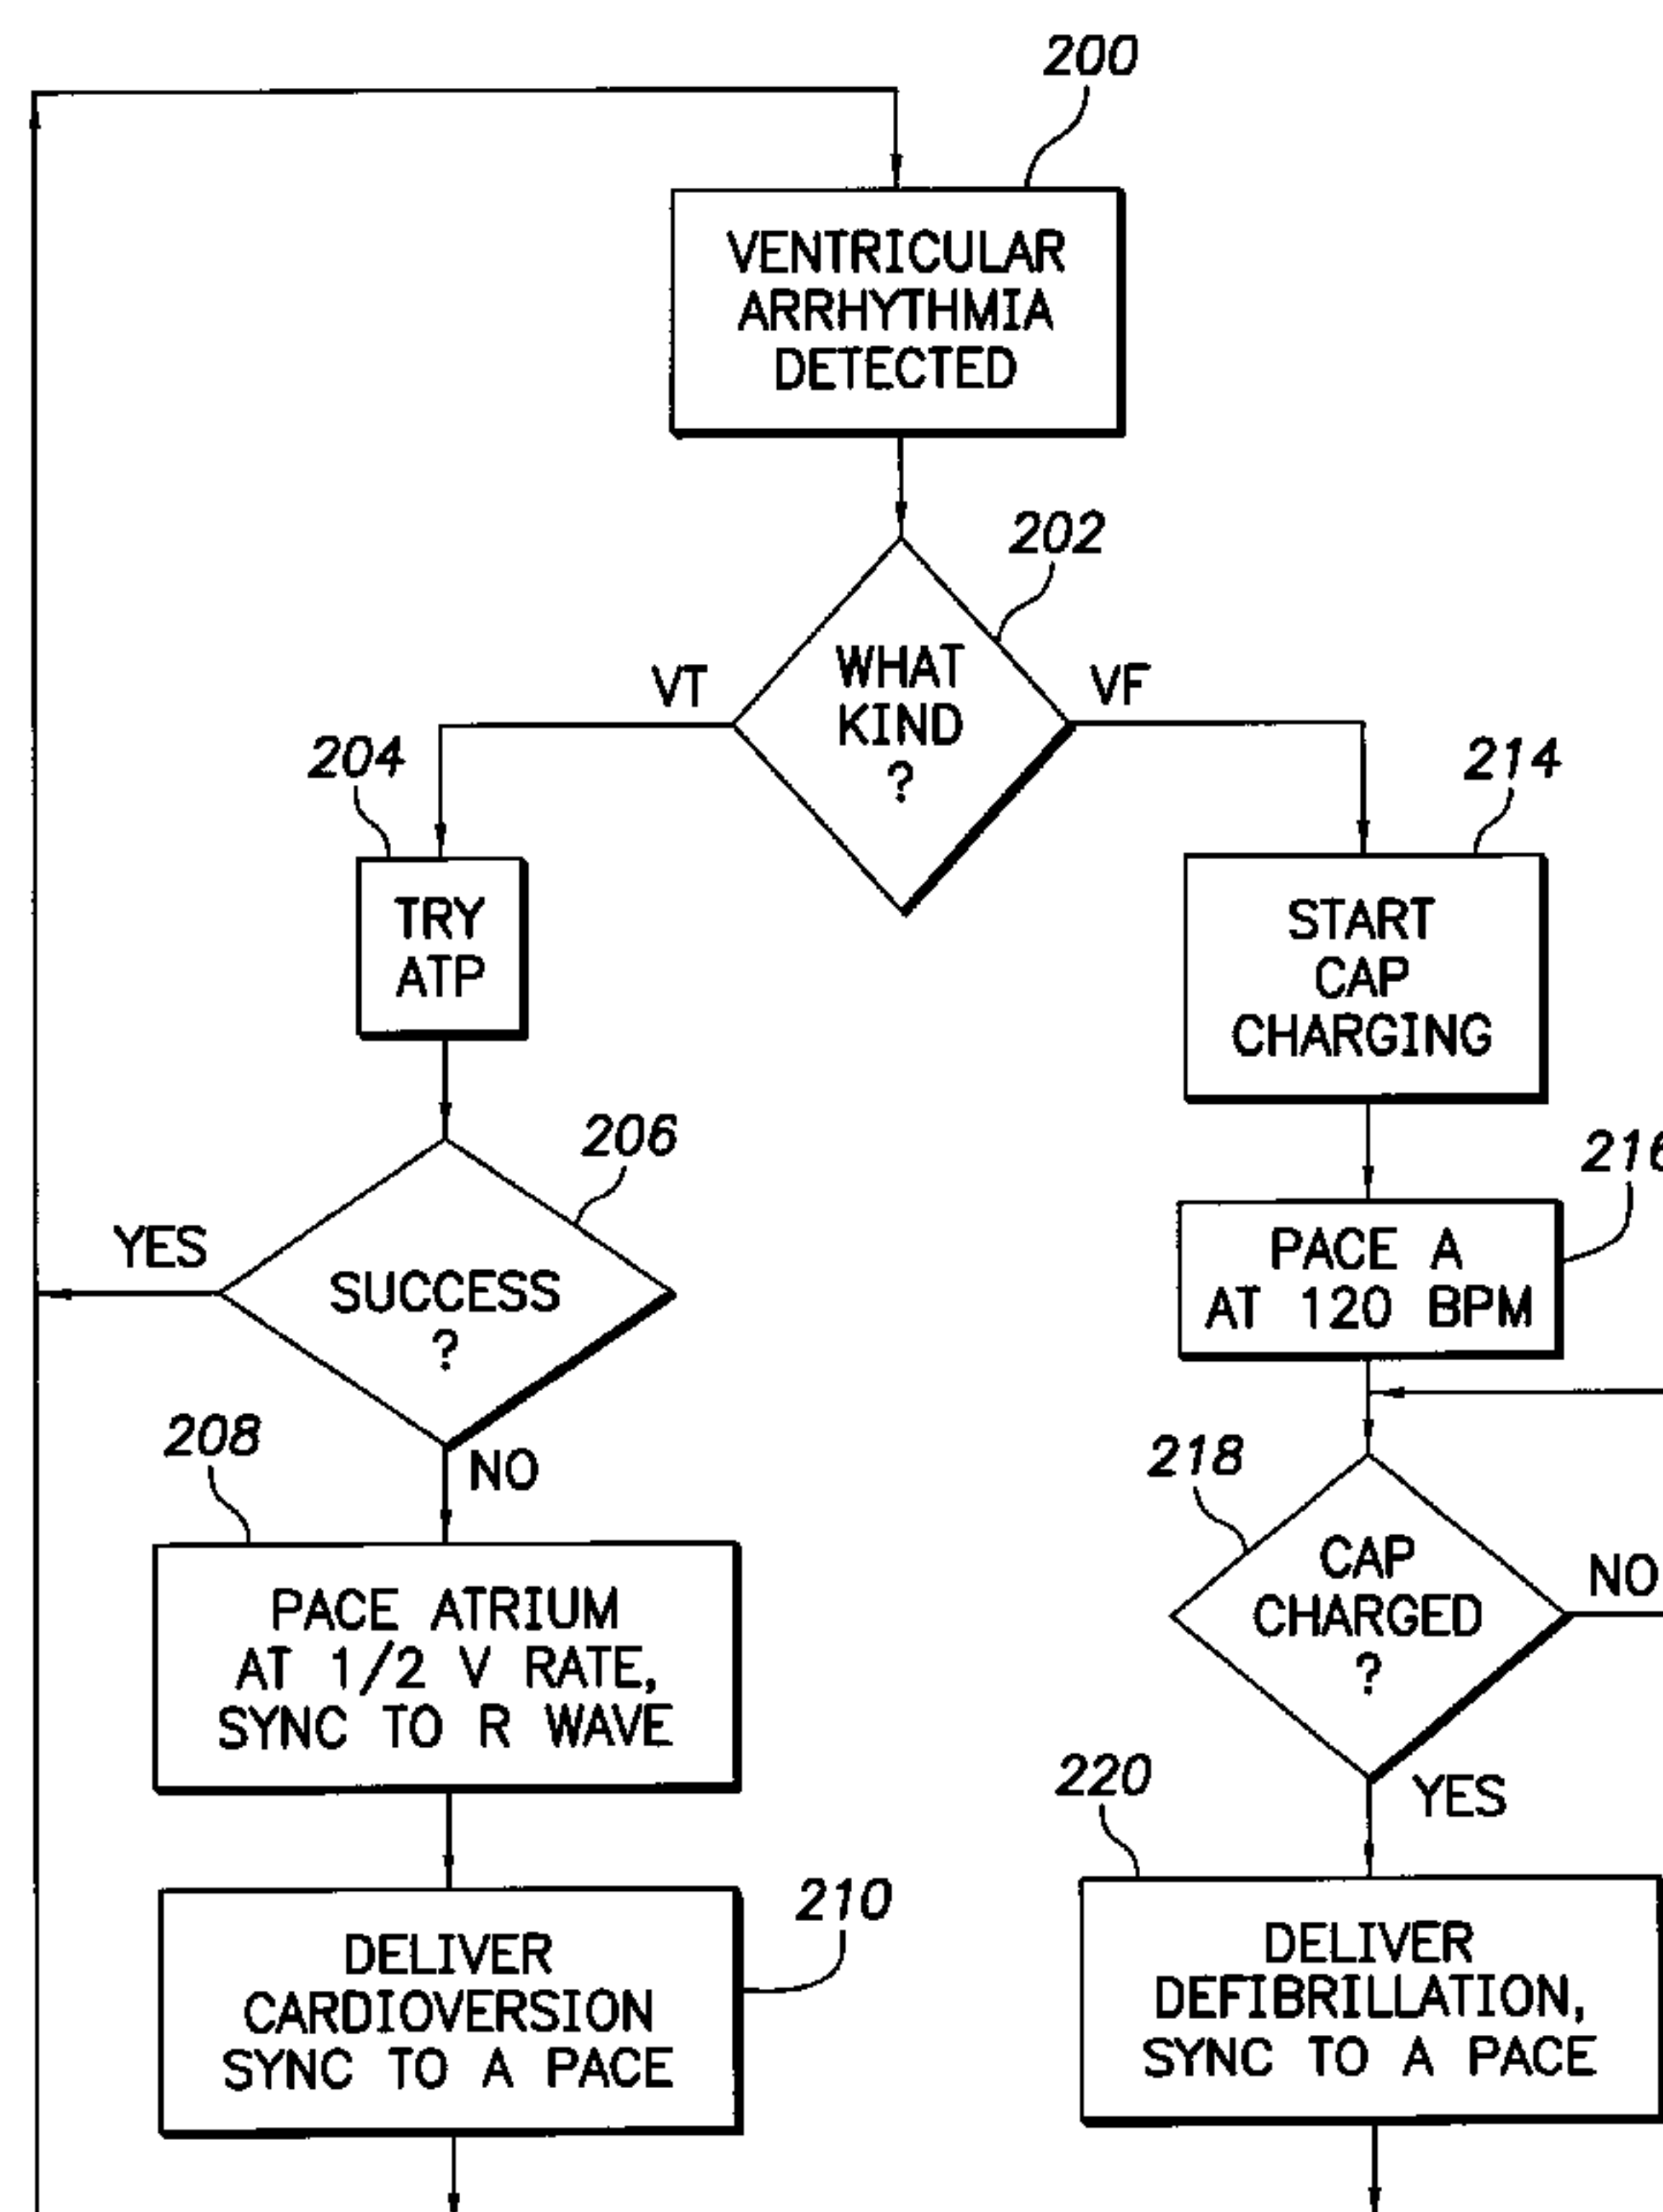 200
VENTRICULAR
ARRHYTHMIA
DETECTED
202
WHAT
KIND
?
VT
VF
204
TRY
ATP
206
SUCCESS
?
YES
NO
208
PACE ATRIUM
AT 1/2 V RATE,
SYNC TO R WAVE
210
DELIVER
CARDIOVERSION
SYNC TO A PACE
214
START
CAP
CHARGING
216
PACE A
AT 120 BPM
218
CAP
CHARGED
?
NO
YES
220
DELIVER
DEFIBRILLATION,
SYNC TO A PACE